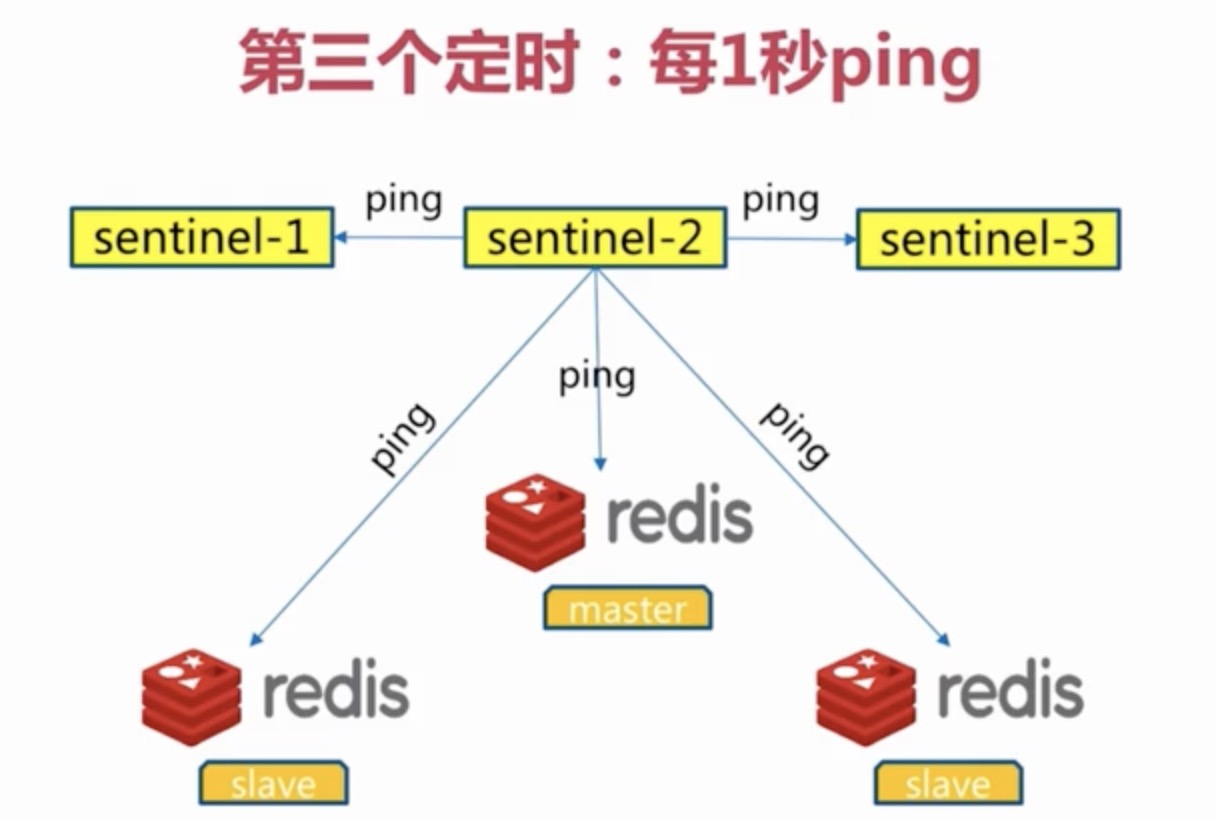 第三个定时：每1秒ping
ping
ping
sentinel-1
sentinel-2
sentinel-3
ping
ping
ping
redis
master
redis
redis
slave
slave